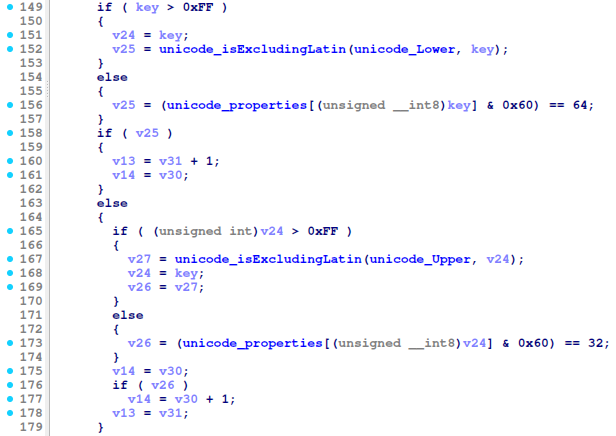 149 if ( key > 0xFF )
150 {
151 v24 = key;
152 v25 = unicode_isExcludingLatin(unicode_Lower, key);
153 }
154 else
155 {
156 v25 = (unicode_properties[(unsigned __int8)key] & 0x60) == 64;
157 }
158 if ( v25 )
159 {
160 v13 = v31 + 1;
161 v14 = v30;
162 }
163 else
164 {
165 if ( (unsigned int)v24 > 0xFF )
166 {
167 v27 = unicode_isExcludingLatin(unicode_Upper, v24);
168 v24 = key;
169 v26 = v27;
170 }
171 else
172 {
173 v26 = (unicode_properties[(unsigned __int8)v24] & 0x60) == 32;
174 }
175 v14 = v30;
176 if ( v26 )
177 v14 = v30 + 1;
178 v13 = v31;
179 }